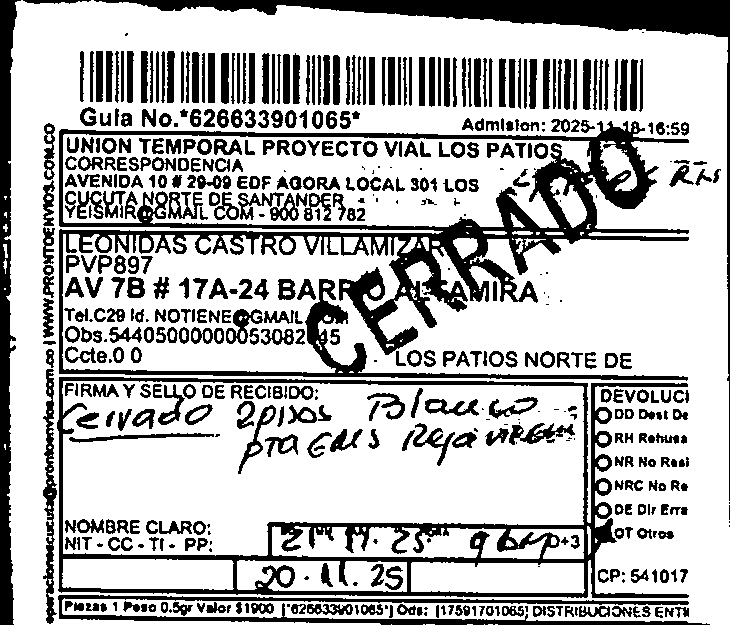 Guia No.*626633901065*
Admision: 2025-11-18-16:59
UNION TEMPORAL PROYECTO VIAL LOS PATIOS
CORRESPONDENCIA
AVENIDA 10 # 29-09 EDF AGORA LOCAL 301 LOS
CUCUTA NORTE DE SANTANDER
YEISMIR@GMAIL COM - 900 812 782
CERRADO
LEONIDAS CASTRO VILLAMIZAR
PVP897
AV 7B # 17A-24 BARRIO ALTAMIRA
Tel.C29 Id. NOTIENE@GMAIL COM
Ccte.0 0
LOS PATIOS NORTE DE
FIRMA Y SELLO DE RECIBIDO:
Cerrado 2pisos Blanco
pta Reja
DEVOLUCI
DD Dest De
RH Rehusa
NR No Resi
NRC No Re
DE Dir Erra
OT Otros
NOMBRE CLARO:
NIT - CC - TI - PP:
D+3
20.11.25
CP: 541017
Piezas 1 Peso 0.5gr Valor $1900 [*626633901065*] Ods: [17591701065] DISTRIBUCIONES ENTR
operacionescucuta@prontoenvios.com.co | WWW.PRONTOENVIOS.COM.CO